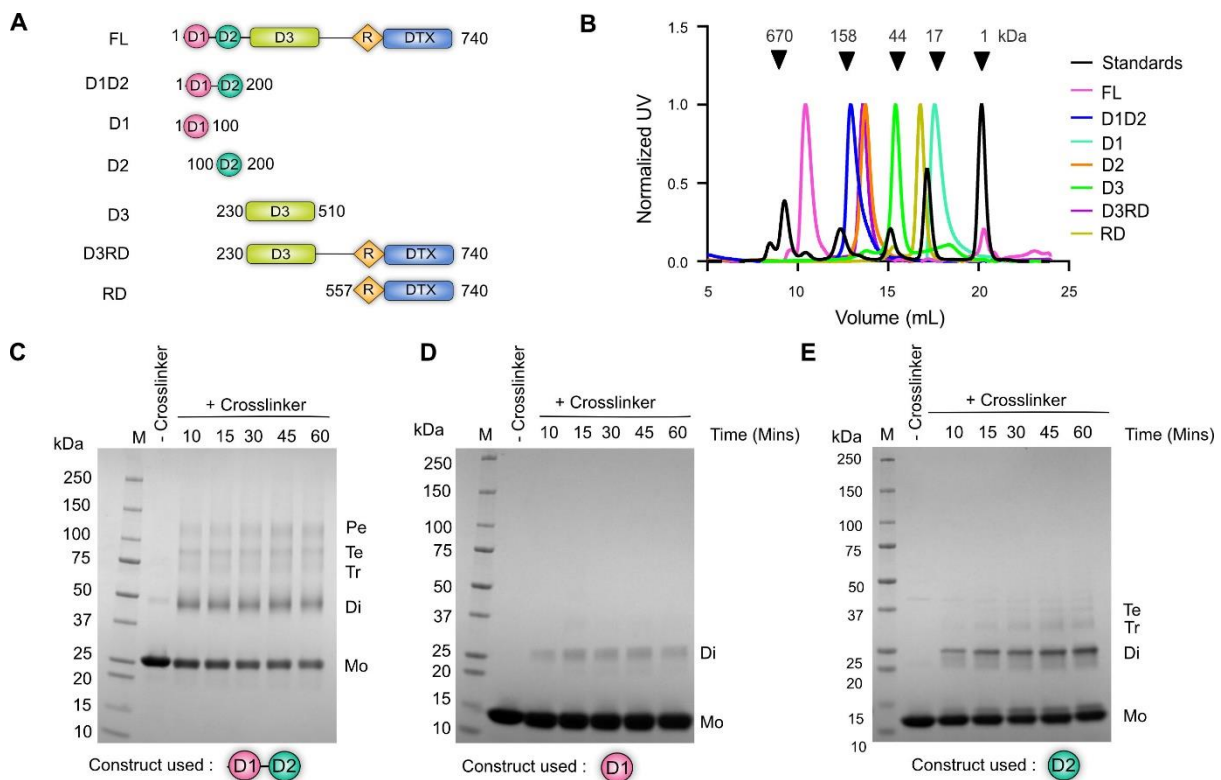 A
FL 1 D1 D2 D3 R DTX 740
D1D2 1 D1 D2 200
D1 1 D1 100
D2 100 D2 200
D3 230 D3 510
D3RD 230 D3 R DTX 740
RD 557 R DTX 740
B
670 158 44 17 1 kDa
Normalized UV
1.0
0.5
0.0
5 10 15 20 25
Volume (mL)
Standards
FL
D1D2
D1
D2
D3
D3RD
RD
C
- Crosslinker
+ Crosslinker
kDa M 10 15 30 45 60
250
150
100
75
50
37
25
20
15
10
Pe
Te
Tr
Di
Mo
Construct used : D1 D2
D
- Crosslinker
+ Crosslinker
kDa M 10 15 30 45 60 Time (Mins)
250
150
100
75
50
37
25
20
15
10
Di
Mo
Construct used : D1
E
- Crosslinker
+ Crosslinker
kDa M 10 15 30 45 60 Time (Mins)
250
150
100
75
50
37
25
20
15
10
Te
Tr
Di
Mo
Construct used : D2